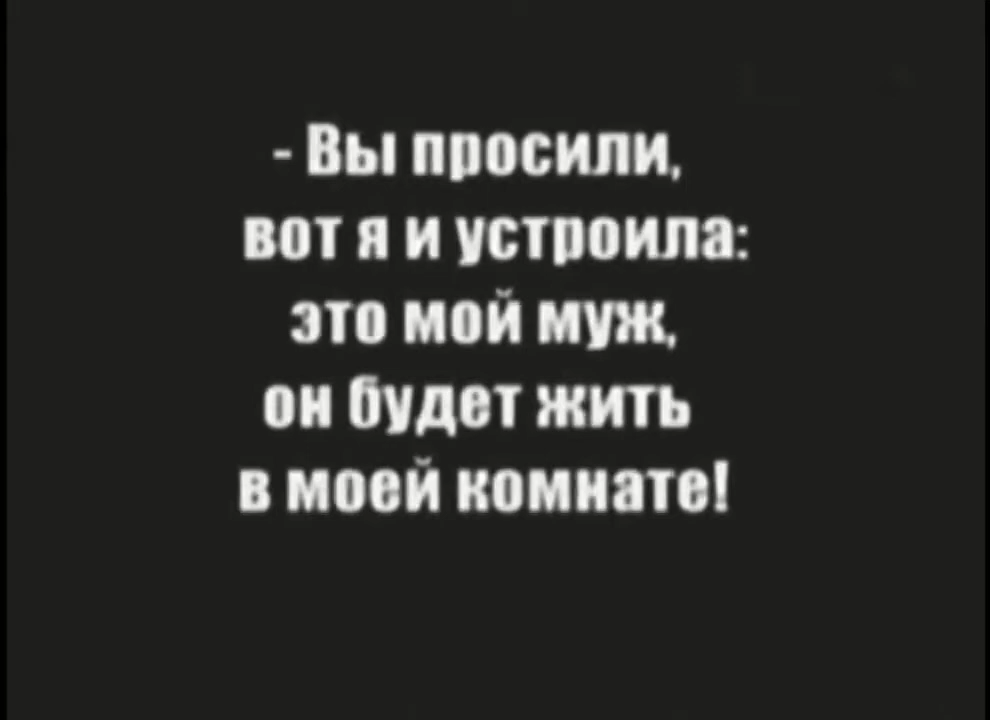 - Вы просили,
вот я и устроила:
это мой муж,
он будет жить
в моей комнате!